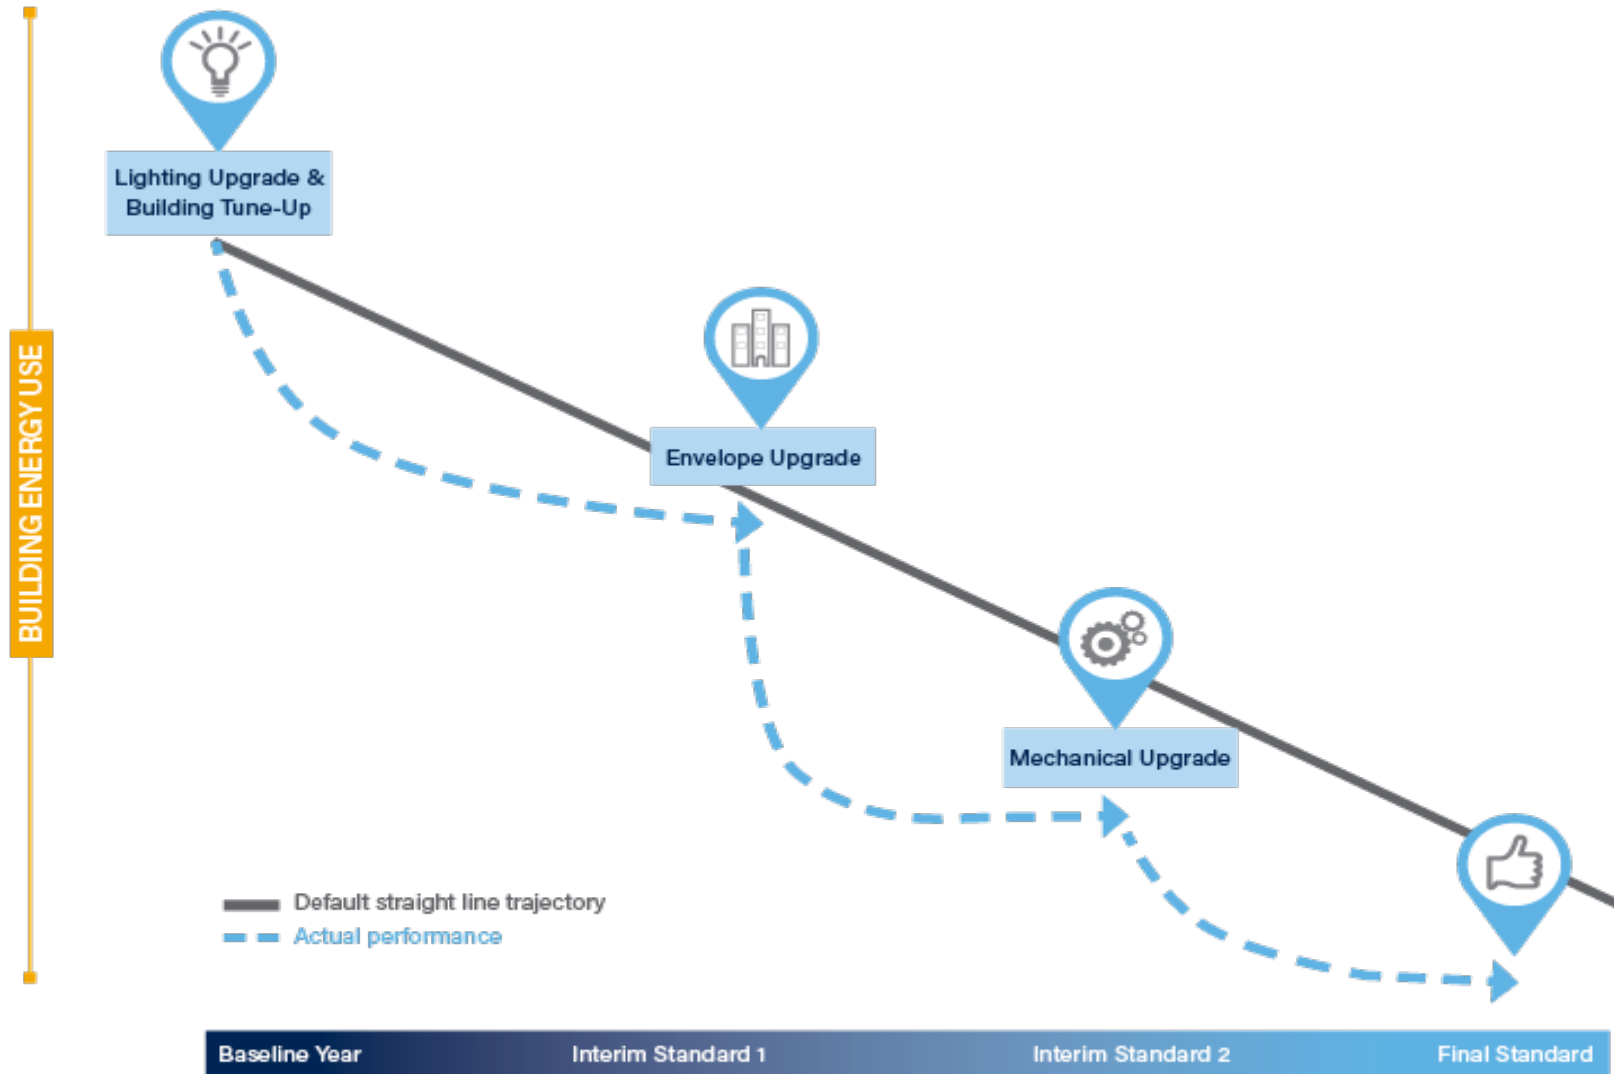 Lighting Upgrade &
Building Tune-Up
Envelope Upgrade
BUILDING ENERGY USE
Mechanical Upgrade
Default straight line trajectory
Actual performance
Baseline Year
Interim Standard 1
Interim Standard 2
Final Standard